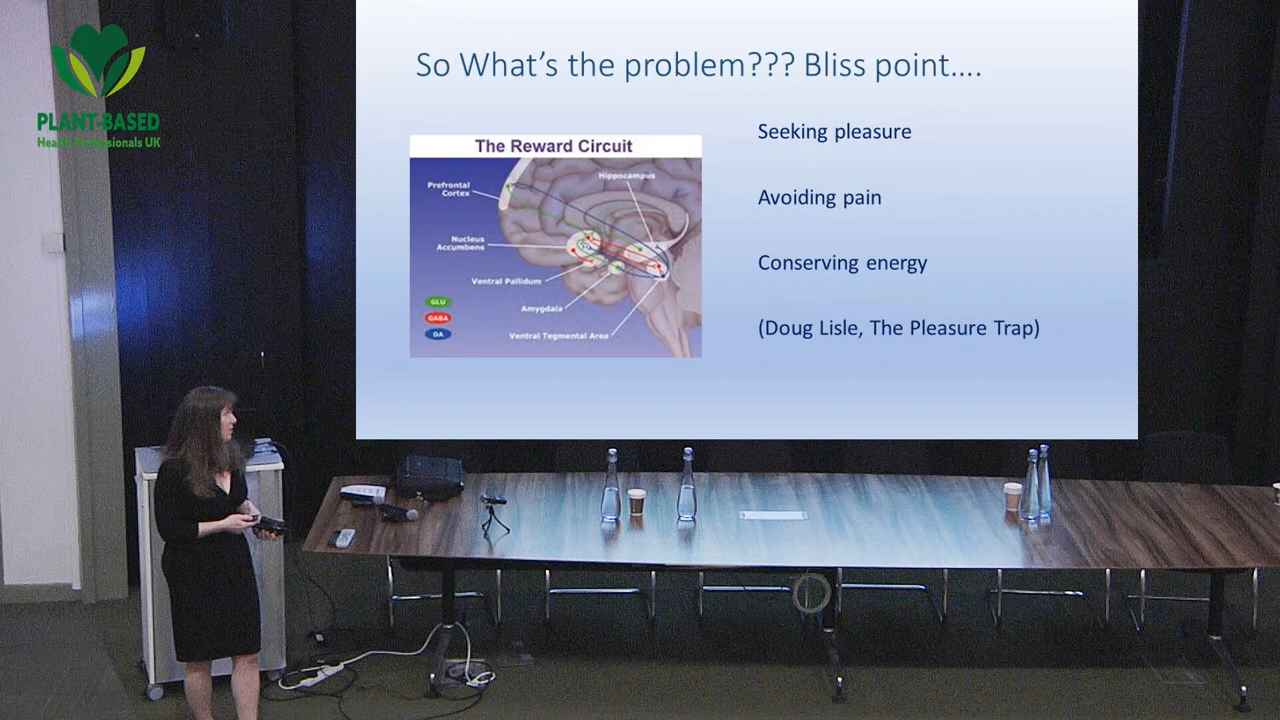 PLANT-BASED
Health Professionals UK
So What's the problem??? Bliss point....
The Reward Circuit
Hippocampus
Prefrontal
Cortex
Nucleus
Accumbens
Ventral Pallidum
Amygdala
Ventral Tegmental Area
GLU
GABA
DA
Seeking pleasure
Avoiding pain
Conserving energy
(Doug Lisle, The Pleasure Trap)